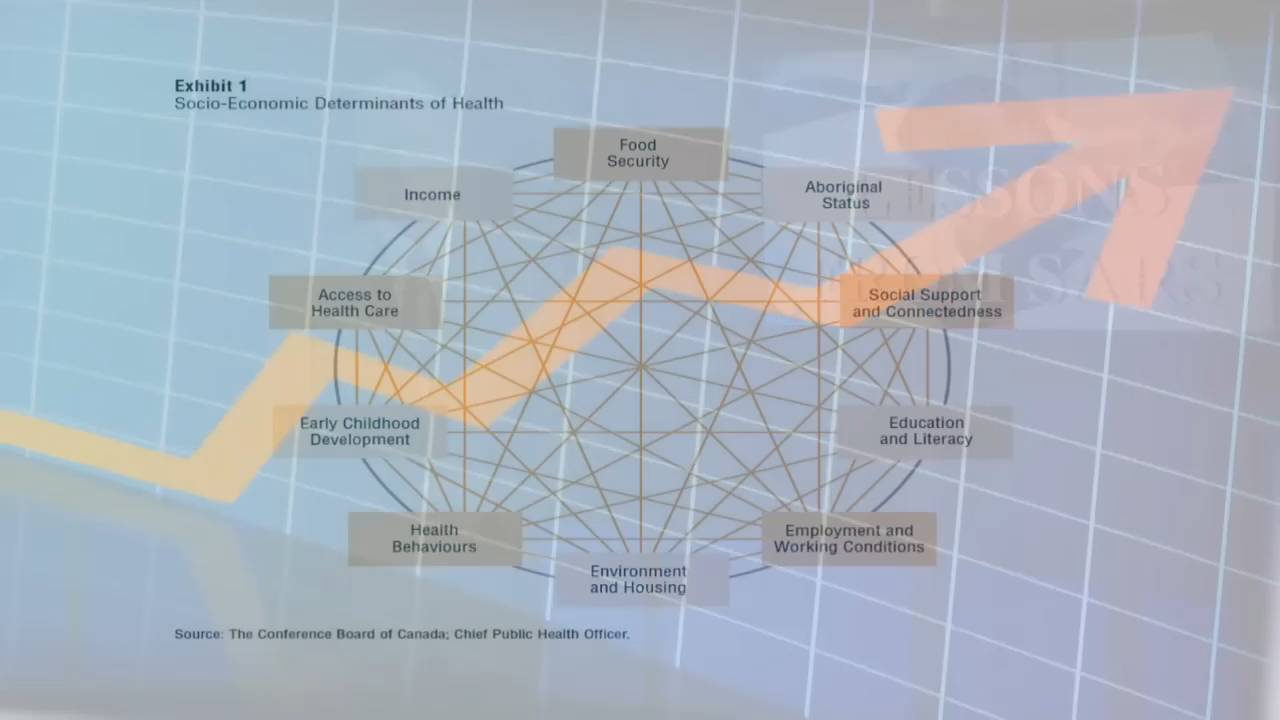 Exhibit 1
Socio-Economic Determinants of Health
Food
Security
Income
Aboriginal
Status
LESSONS
Access to
Health Care
Social Support
and Connectedness
Early Childhood
Development
Education
and Literacy
Health
Behaviours
Employment and
Working Conditions
Environment
and Housing
Source: The Conference Board of Canada; Chief Public Health Officer.